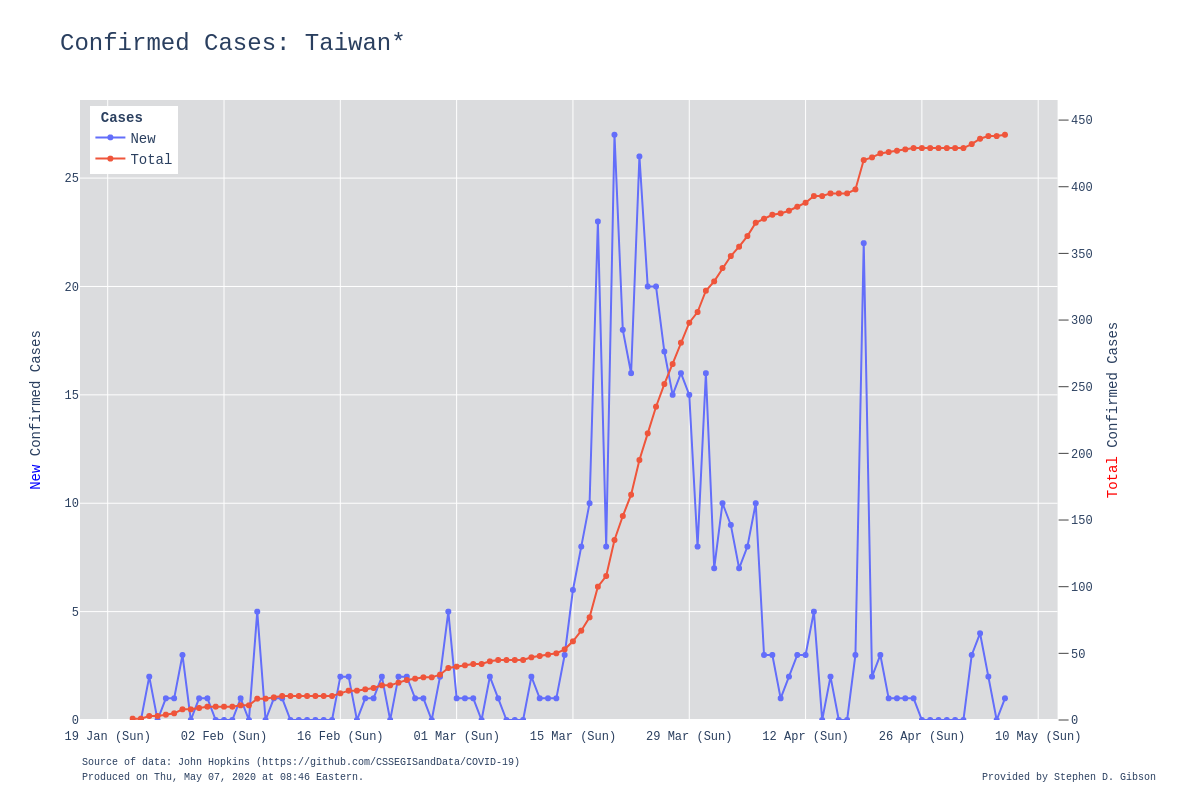 Confirmed Cases: Taiwan*
Cases
New
Total
25
20
15
10
5
0
450
400
350
300
250
200
150
100
50
0
New Confirmed Cases
Total Confirmed Cases
19 Jan (Sun) 02 Feb (Sun) 16 Feb (Sun) 01 Mar (Sun) 15 Mar (Sun) 29 Mar (Sun) 12 Apr (Sun) 26 Apr (Sun) 10 May (Sun)
Source of data: John Hopkins (https://github.com/CSSEGISandData/COVID-19)
Produced on Thu, May 07, 2020 at 08:46 Eastern.
Provided by Stephen D. Gibson